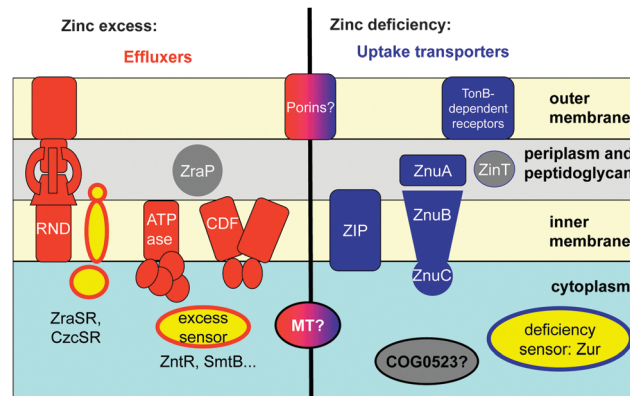 Zinc excess:
Zinc deficiency:
Effluxers
Uptake transporters
Porins?
TonB-
dependent
receptors
outer
membrane
ZraP
ZnuA
ZinT
periplasm and
peptidoglycan
RND
ATP
ase
CDF
ZIP
ZnuB
inner
membrane
ZnuC
cytoplasm
ZraSR,
CzcSR
excess
sensor
ZntR, SmtB...
MT?
COG0523?
deficiency
sensor: Zur